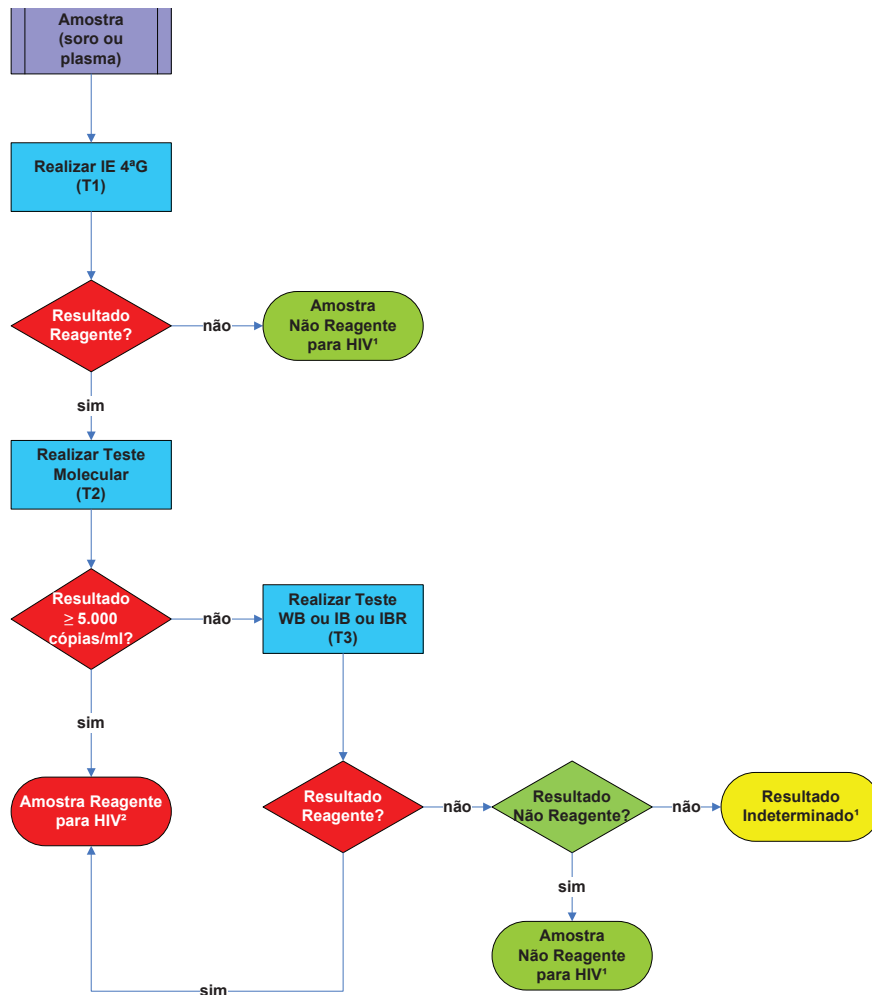 Amostra
(soro ou
plasma)
Realizar IE 4ªG
(T1)
Resultado
Reagente?
não
Amostra
Não Reagente
para HIV¹
sim
Realizar Teste
Molecular
(T2)
Resultado
≥ 5.000
cópias/ml?
não
Realizar Teste
WB ou IB ou IBR
(T3)
sim
Amostra Reagente
para HIV²
Resultado
Reagente?
não
Resultado
Não Reagente?
não
Resultado
Indeterminado¹
sim
Amostra
Não Reagente
para HIV¹
sim